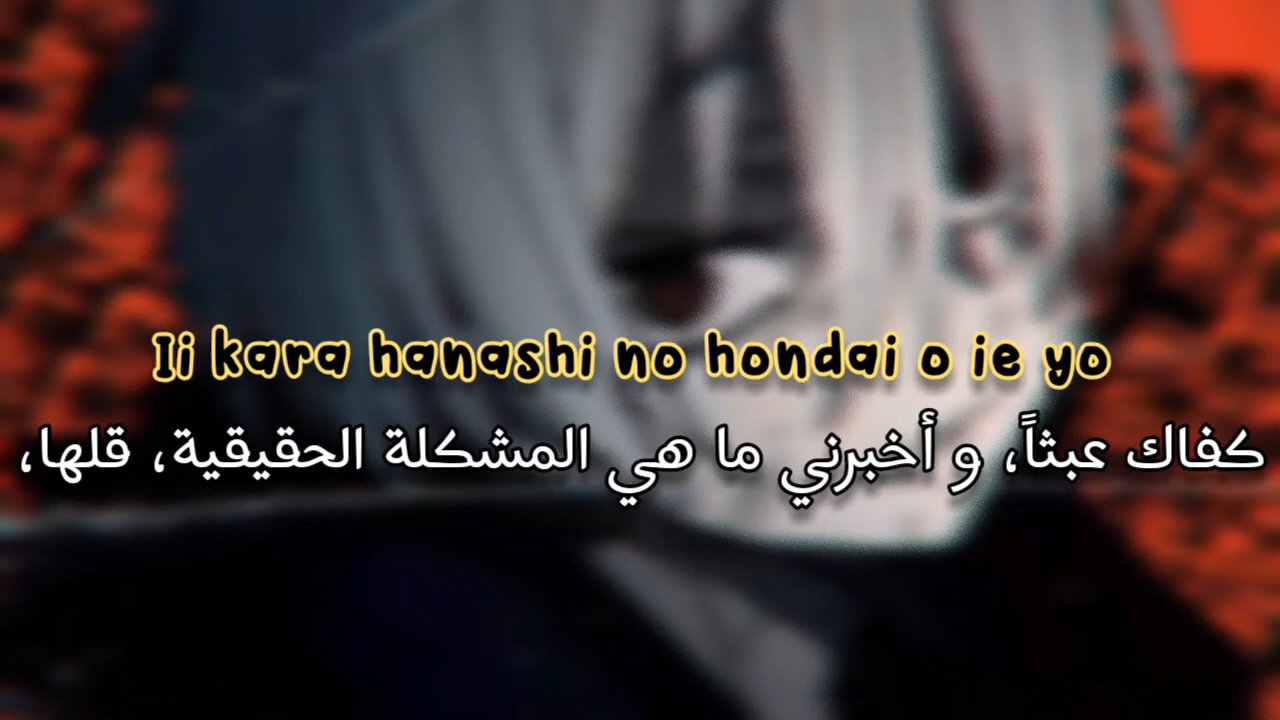 Ii kara hanashi no hondai o ie yo
كفاك عبثاً، و أخبرني ما هي المشكلة الحقيقية، قلها،